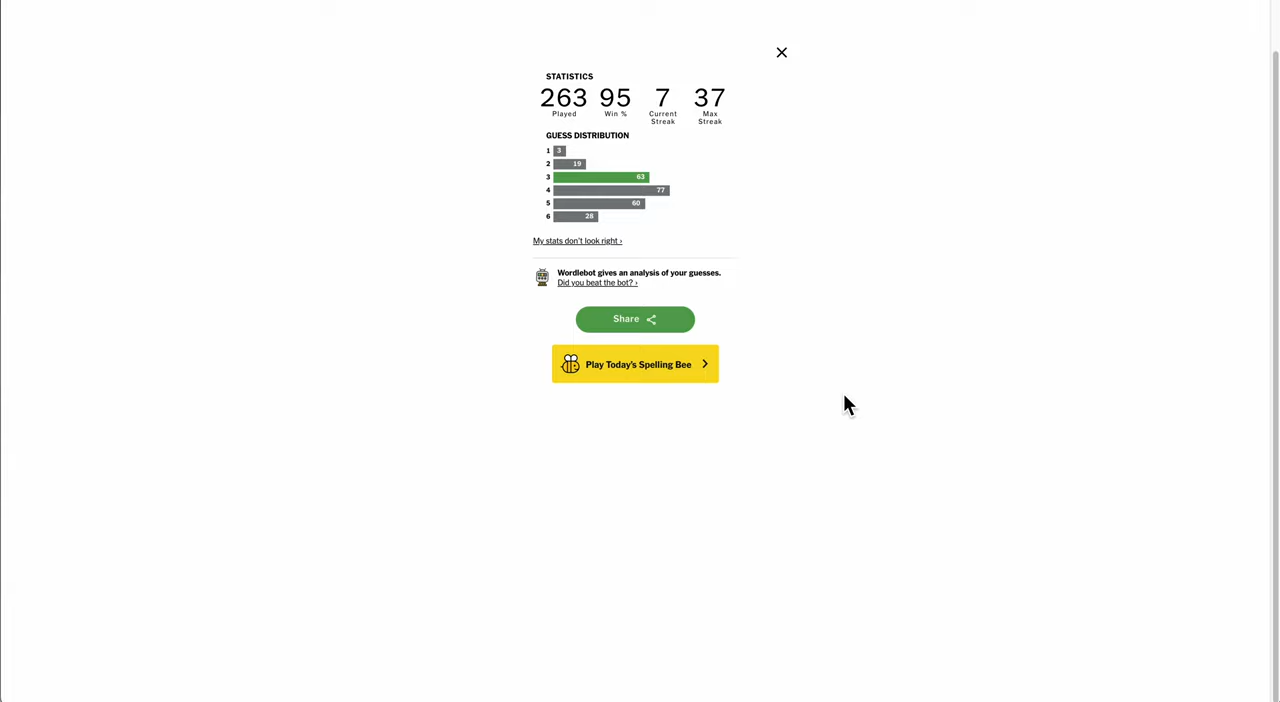 STATISTICS
263 95 7 37
Played Win % Current Streak Max Streak
GUESS DISTRIBUTION
1 3
2 19
3 63
4 77
5 60
6 28
My stats don't look right ›
Wordlebot gives an analysis of your guesses.
Did you beat the bot? ›
Share
Play Today's Spelling Bee